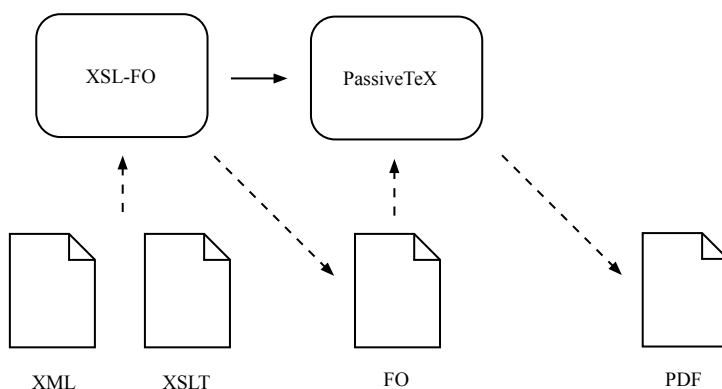 XSL-FO
PassiveTeX
XML
XSLT
FO
PDF